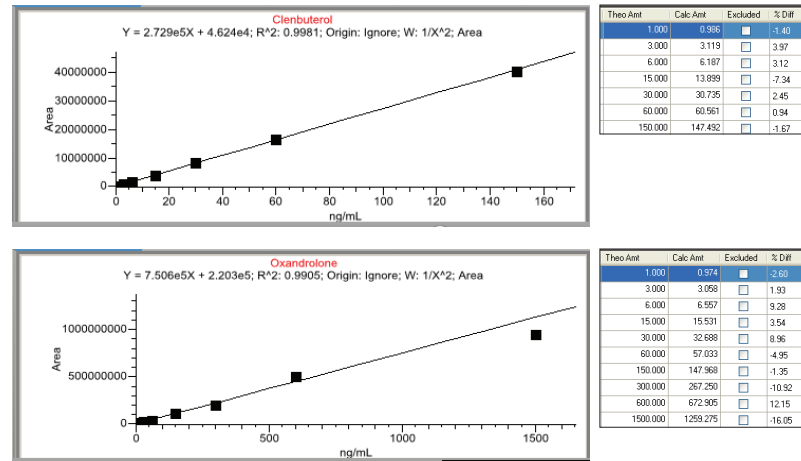 Clenbuterol
Y = 2.729e5X + 4.624e4; R^2: 0.9981; Origin: Ignore; W: 1/X^2; Area
40000000
30000000
20000000
10000000
0
Area
0 20 40 60 80 100 120 140 160
ng/mL
Theo Amt Calc Amt Excluded % Diff
1.000 0.986 -1.40
3.000 3.119 3.97
6.000 6.187 3.12
15.000 13.899 -7.34
30.000 30.735 2.45
60.000 60.561 0.94
150.000 147.492 -1.67
Oxandrolone
Y = 7.506e5X + 2.203e5; R^2: 0.9905; Origin: Ignore; W: 1/X^2; Area
1000000000
500000000
0
Area
0 500 1000 1500
ng/mL
Theo Amt Calc Amt Excluded % Diff
1.000 0.974 -2.60
3.000 3.058 1.93
6.000 6.557 9.28
15.000 15.531 3.54
30.000 32.688 8.96
60.000 57.033 -4.95
150.000 147.968 -1.35
300.000 267.250 -10.92
600.000 672.905 12.15
1500.000 1259.275 -16.05